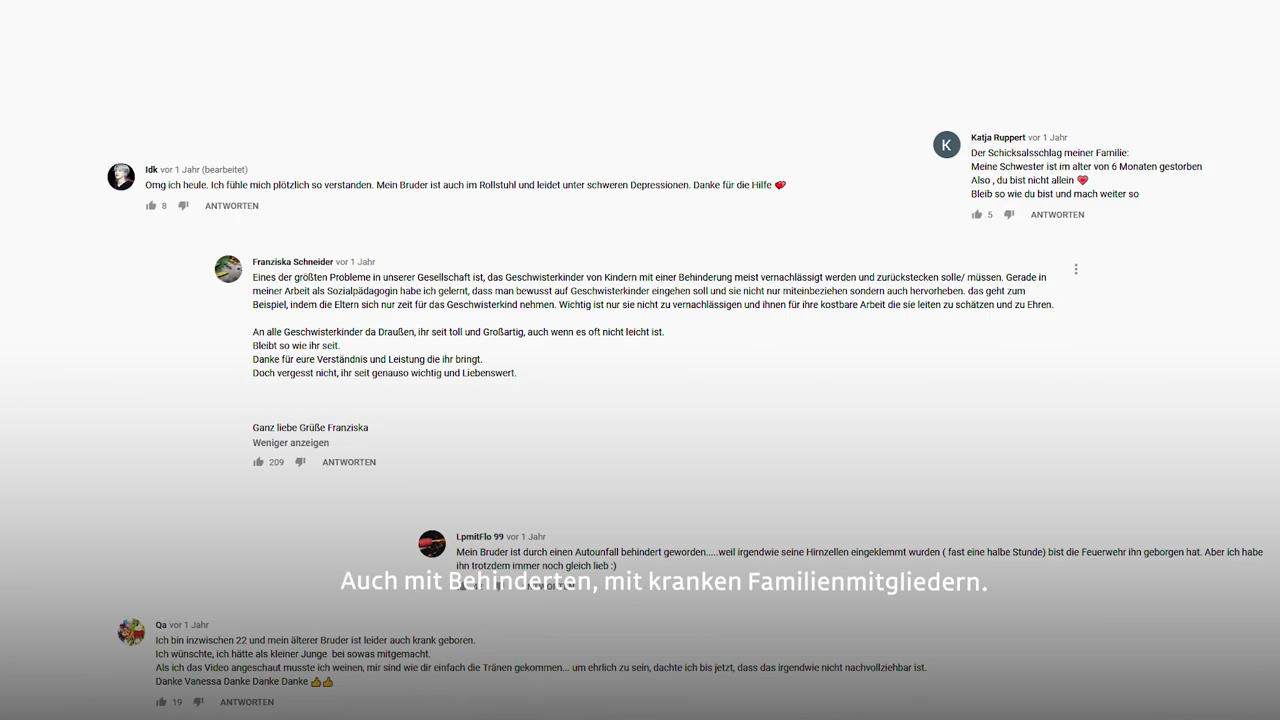 Katja Ruppert vor 1 Jahr
Der Schicksalsschlag meiner Familie:
Meine Schwester ist im alter von 6 Monaten gestorben
Also , du bist nicht allein
Bleib so wie du bist und mach weiter so
5 ANTWORTEN
K
Idk vor 1 Jahr (bearbeitet)
Omg ich heule. Ich fühle mich plötzlich so verstanden. Mein Bruder ist auch im Rollstuhl und leidet unter schweren Depressionen. Danke für die Hilfe
8 ANTWORTEN
Franziska Schneider vor 1 Jahr
Eines der größten Probleme in unserer Gesellschaft ist, das Geschwisterkinder von Kindern mit einer Behinderung meist vernachlässigt werden und zurückstecken solle/ müssen. Gerade in
meiner Arbeit als Sozialpädagogin habe ich gelernt, dass man bewusst auf Geschwisterkinder eingehen soll und sie nicht nur miteinbeziehen sondern auch hervorheben. das geht zum
Beispiel, indem die Eltern sich nur zeit für das Geschwisterkind nehmen. Wichtig ist nur sie nicht zu vernachlässigen und ihnen für ihre kostbare Arbeit die sie leiten zu schätzen und zu Ehren.
An alle Geschwisterkinder da Draußen, ihr seit toll und Großartig, auch wenn es oft nicht leicht ist.
Bleibt so wie ihr seit.
Danke für eure Verständnis und Leistung die ihr bringt.
Doch vergesst nicht, ihr seit genauso wichtig und Liebenswert.
Ganz liebe Grüße Franziska
Weniger anzeigen
209 ANTWORTEN
LpmitFlo 99 vor 1 Jahr
Mein Bruder ist durch einen Autounfall behindert geworden.....weil irgendwie seine Hirnzellen eingeklemmt wurden ( fast eine halbe Stunde) bist die Feuerwehr ihn geborgen hat. Aber ich habe
ihn trotzdem immer noch gleich lieb :)
Auch mit Behinderten, mit kranken Familienmitgliedern.
Qa vor 1 Jahr
Ich bin inzwischen 22 und mein älterer Bruder ist leider auch krank geboren.
Ich wünschte, ich hätte als kleiner Junge bei sowas mitgemacht.
Als ich das Video angeschaut musste ich weinen, mir sind wie dir einfach die Tränen gekommen... um ehrlich zu sein, dachte ich bis jetzt, dass das irgendwie nicht nachvollziehbar ist.
Danke Vanessa Danke Danke Danke
19 ANTWORTEN